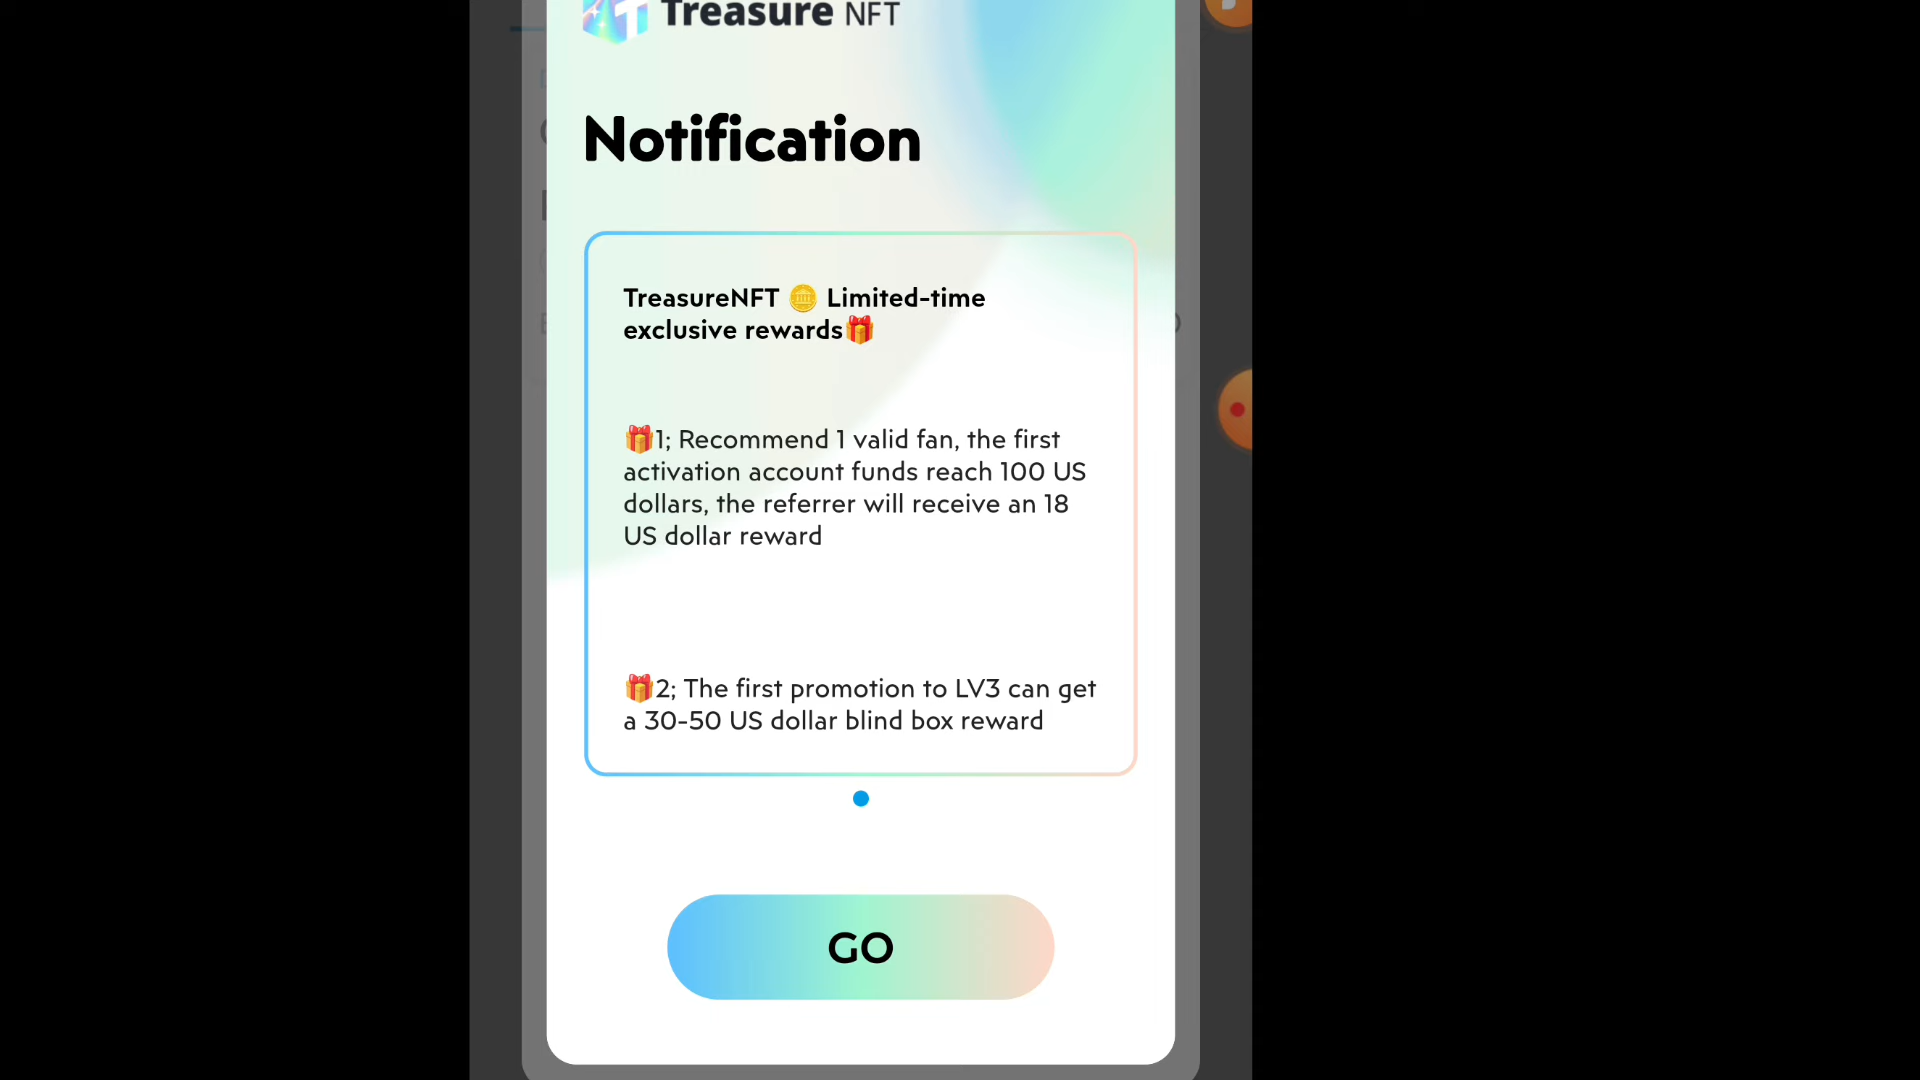 Treasure NFT
Notification
TreasureNFT 🪙 Limited-time
exclusive rewards🎁
🎁1; Recommend 1 valid fan, the first
activation account funds reach 100 US
dollars, the referrer will receive an 18
US dollar reward
🎁2; The first promotion to LV3 can get
a 30-50 US dollar blind box reward
GO